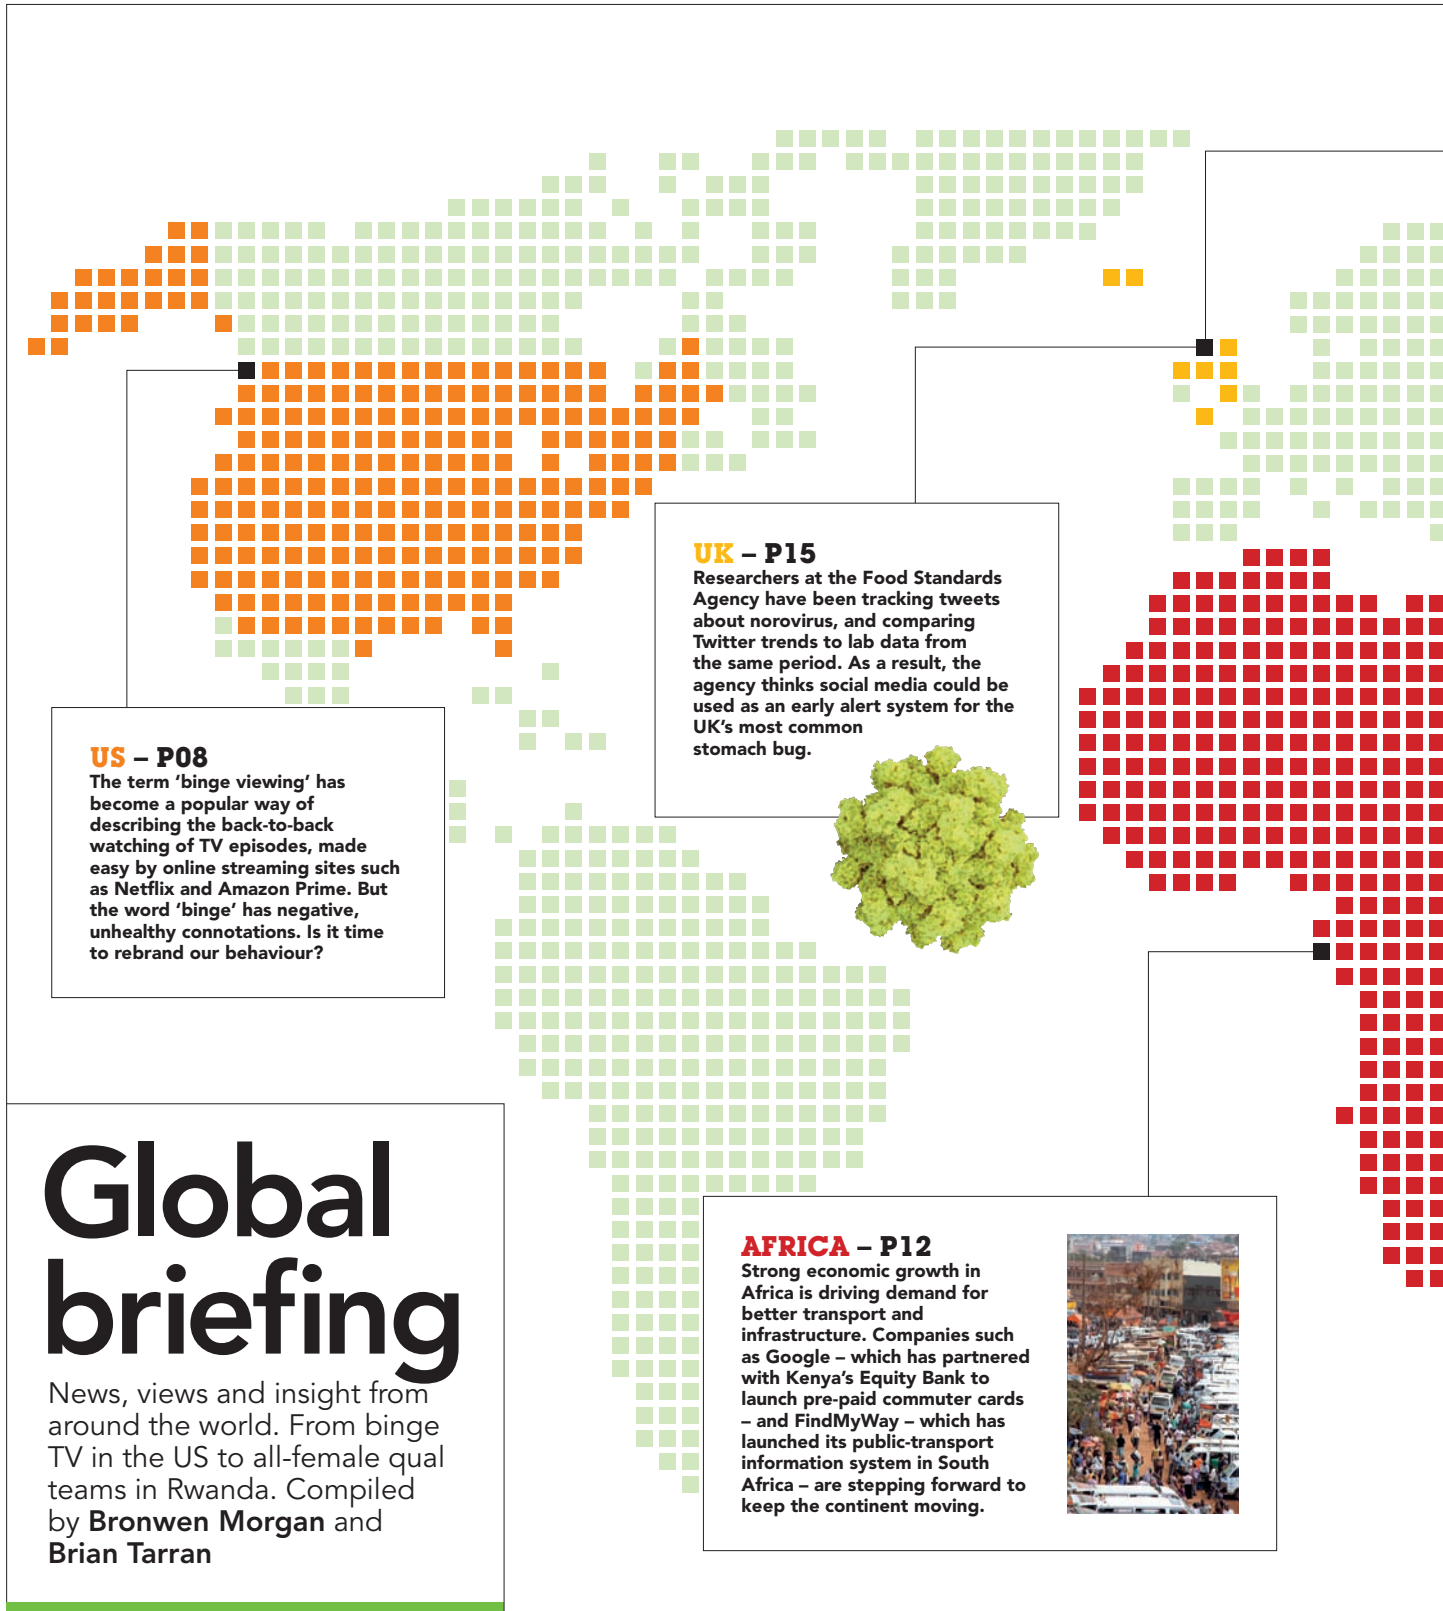 UK – P15
Researchers at the Food Standards
Agency have been tracking tweets
about norovirus, and comparing
Twitter trends to lab data from
the same period. As a result, the
agency thinks social media could be
used as an early alert system for the
UK’s most common
stomach bug.
US – P08
The term ‘binge viewing’ has
become a popular way of
describing the back-to-back
watching of TV episodes, made
easy by online streaming sites such
as Netflix and Amazon Prime. But
the word ‘binge’ has negative,
unhealthy connotations. Is it time
to rebrand our behaviour?
Global
briefing
News, views and insight from
around the world. From binge
TV in the US to all-female qual
teams in Rwanda. Compiled
by Bronwen Morgan and
Brian Tarran
AFRICA – P12
Strong economic growth in
Africa is driving demand for
better transport and
infrastructure. Companies such
as Google – which has partnered
with Kenya’s Equity Bank to
launch pre-paid commuter cards
– and FindMyWay – which has
launched its public-transport
information system in South
Africa – are stepping forward to
keep the continent moving.